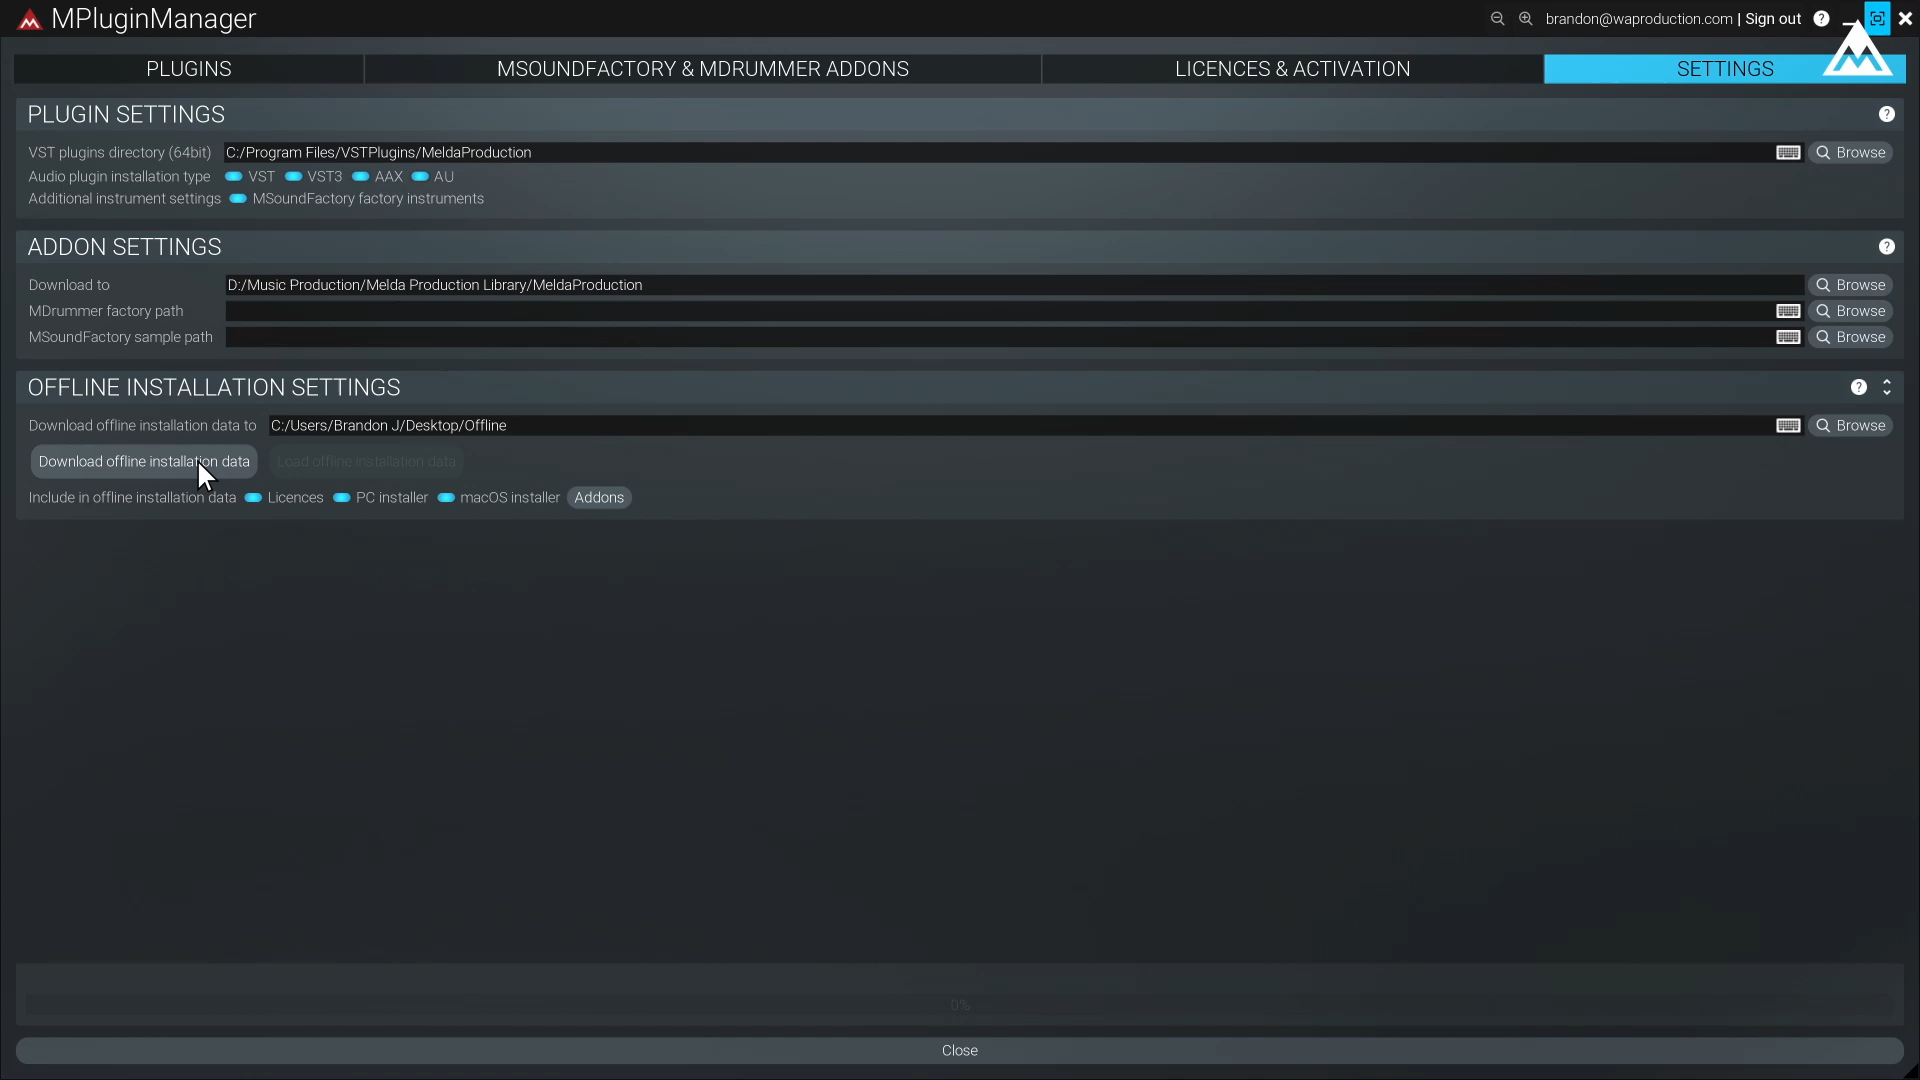 MPluginManager
brandon@waproduction.com | Sign out ?
PLUGINS MSOUNDFACTORY & MDRUMMER ADDONS LICENCES & ACTIVATION SETTINGS
PLUGIN SETTINGS ?
VST plugins directory (64bit) C:/Program Files/VSTPlugins/MeldaProduction Browse
Audio plugin installation type VST VST3 AAX AU
Additional instrument settings MSoundFactory factory instruments
ADDON SETTINGS ?
Download to D:/Music Production/Melda Production Library/MeldaProduction Browse
MDrummer factory path Browse
MSoundFactory sample path Browse
OFFLINE INSTALLATION SETTINGS ?
Download offline installation data to C:/Users/Brandon J/Desktop/Offline Browse
Download offline installation data Load offline installation data
Include in offline installation data Licences PC installer macOS installer Addons
0%
Close